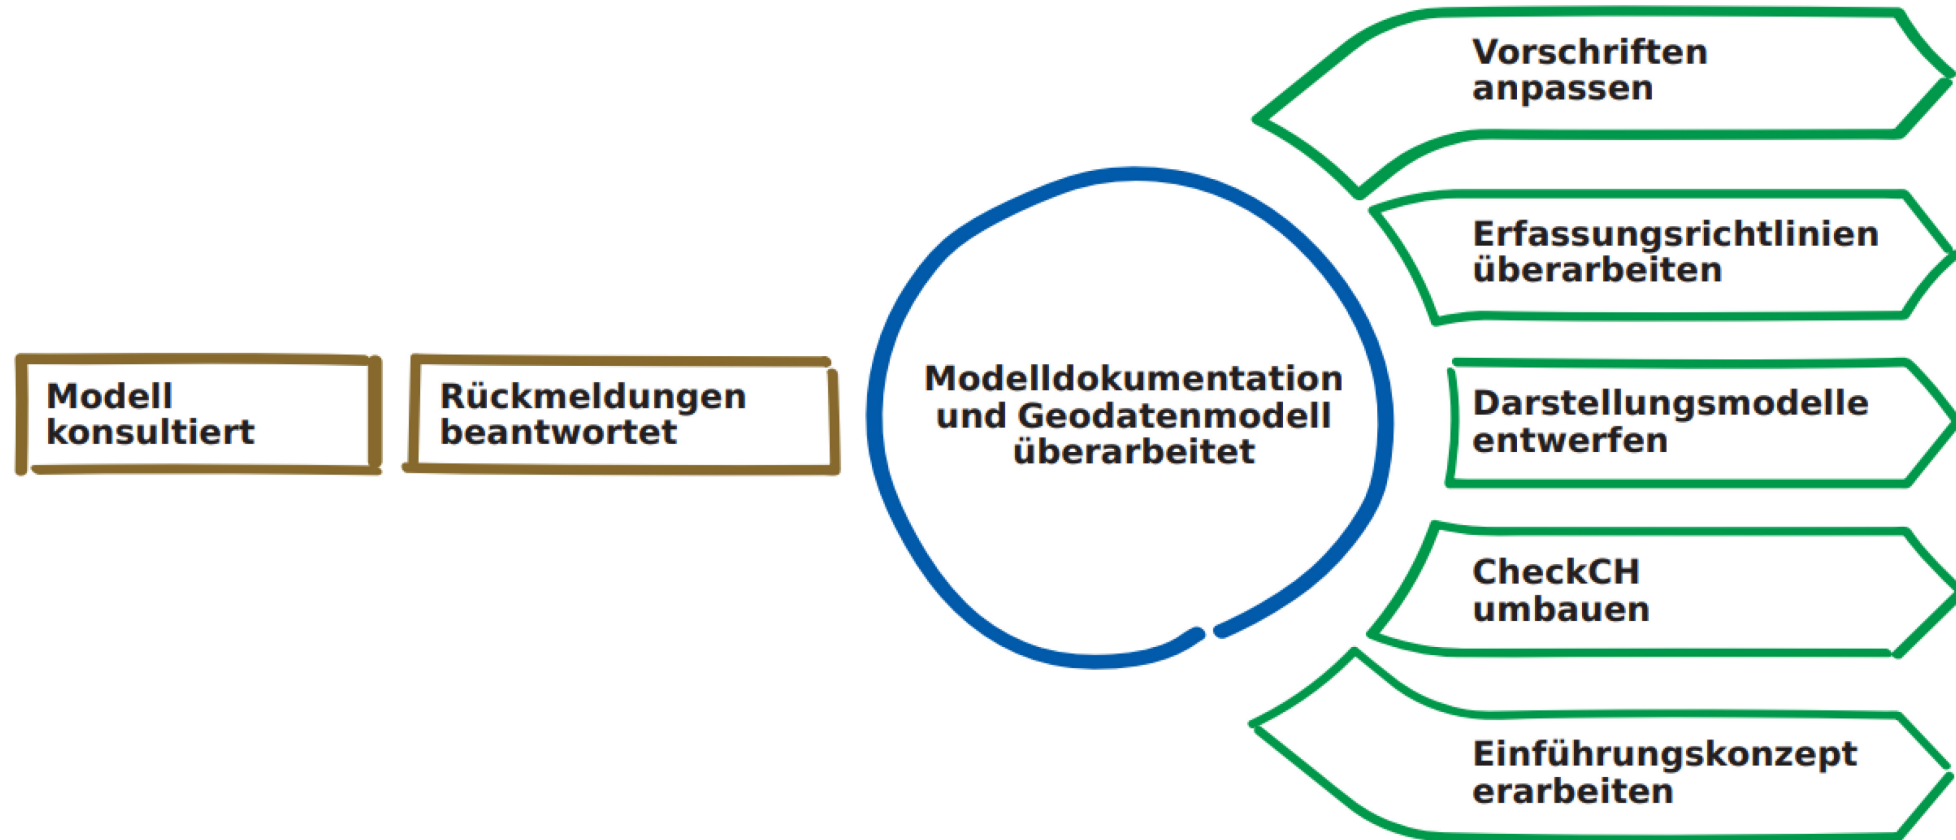 Modell
konsultiert
Rückmeldungen
beantwortet
Modelldokumentation
und Geodatenmodell
überarbeitet
Vorschriften
anpassen
Erfassungsrichtlinien
überarbeiten
Darstellungsmodelle
entwerfen
CheckCH
umbauen
Einführungskonzept
erarbeiten